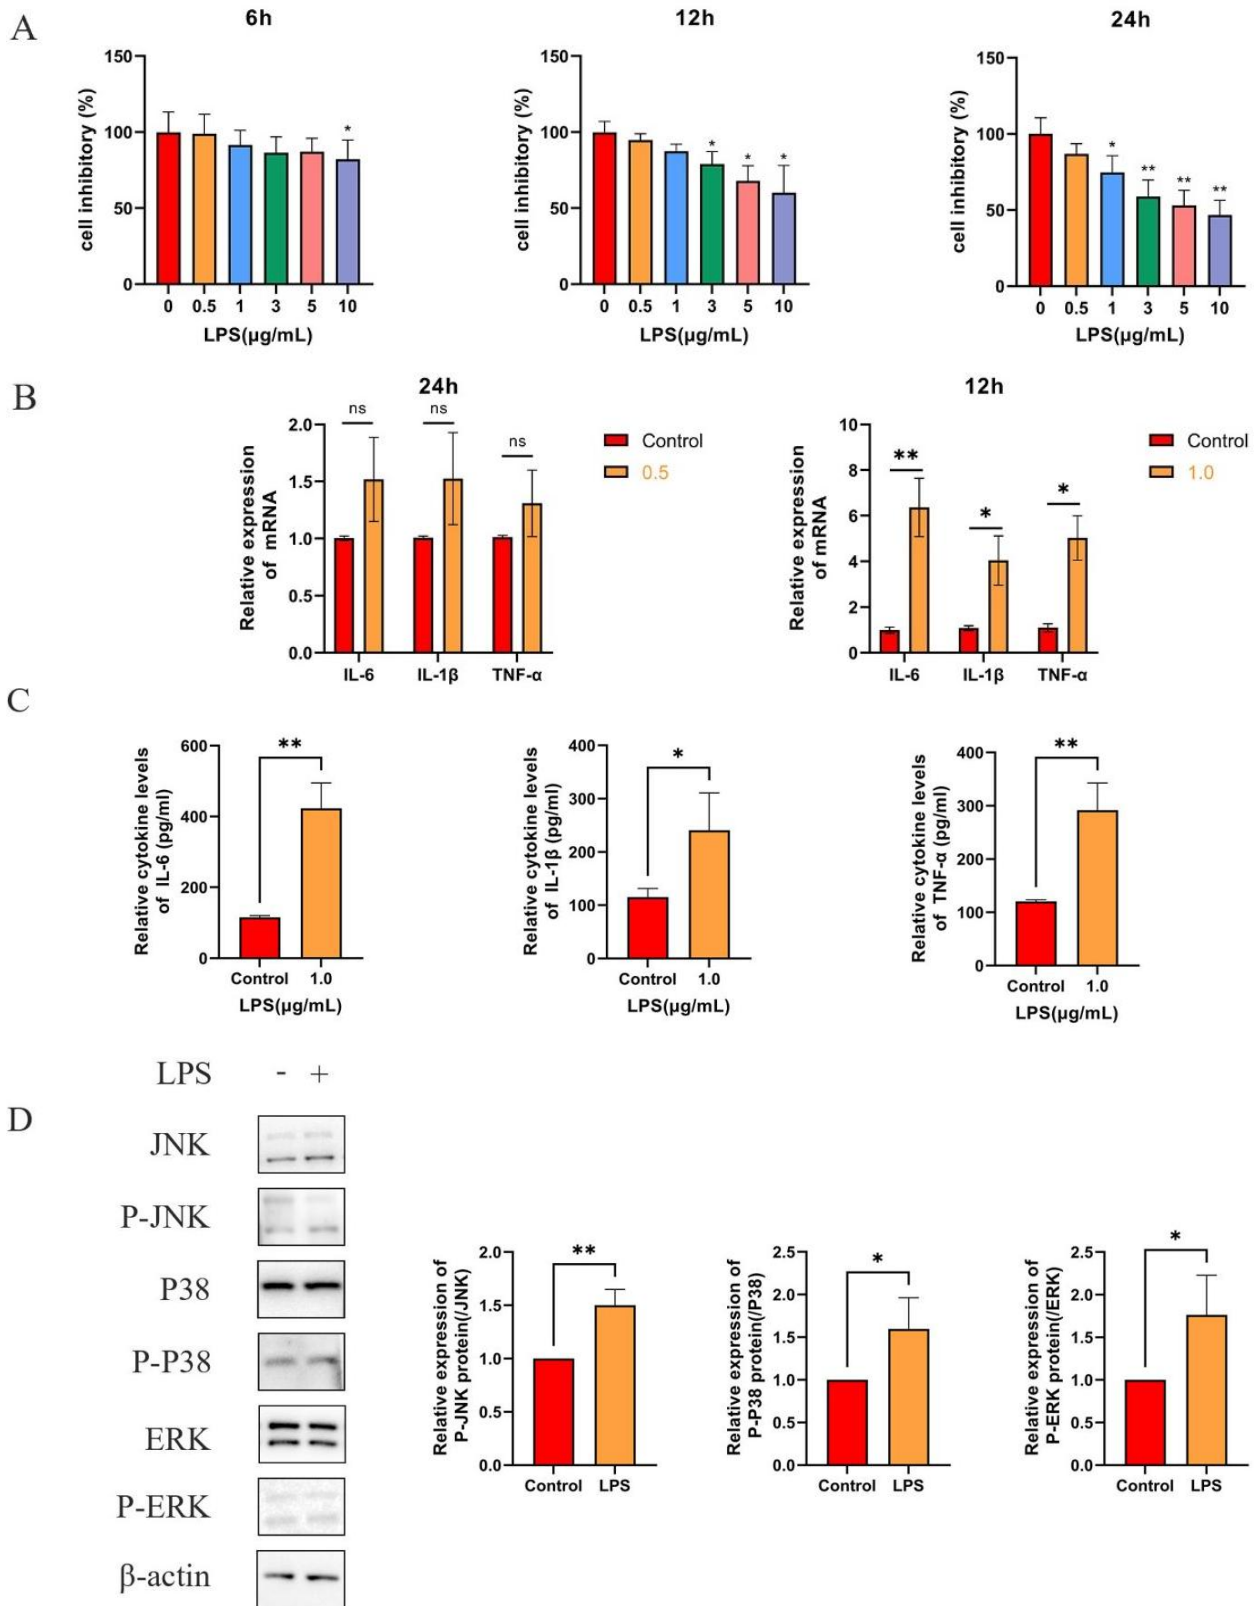 A
6h
12h
24h
cell inhibitory (%)
150
100
50
0
* 
0 0.5 1 3 5 10
LPS(μg/mL)
cell inhibitory (%)
150
100
50
0
* * *
0 0.5 1 3 5 10
LPS(μg/mL)
cell inhibitory (%)
150
100
50
0
* ** ** **
0 0.5 1 3 5 10
LPS(μg/mL)
B
24h
Relative expression
of mRNA
2.0
1.5
1.0
0.5
0.0
ns ns ns
IL-6 IL-1β TNF-α
Control
0.5
12h
Relative expression
of mRNA
10
8
6
4
2
0
** * *
IL-6 IL-1β TNF-α
Control
1.0
C
Relative cytokine levels
of IL-6 (pg/ml)
600
400
200
0
**
Control 1.0
LPS(μg/mL)
Relative cytokine levels
of IL-1β (pg/ml)
400
300
200
100
0
*
Control 1.0
LPS(μg/mL)
Relative cytokine levels
of TNF-α (pg/ml)
400
300
200
100
0
**
Control 1.0
LPS(μg/mL)
D
LPS - +
JNK
P-JNK
P38
P-P38
ERK
P-ERK
β-actin
Relative expression of
P-JNK protein(/JNK)
2.0
1.5
1.0
0.5
0.0
**
Control LPS
Relative expression of
P-P38 protein(/P38)
2.5
2.0
1.5
1.0
0.5
0.0
*
Control LPS
Relative expression of
P-ERK protein(/ERK)
2.5
2.0
1.5
1.0
0.5
0.0
*
Control LPS